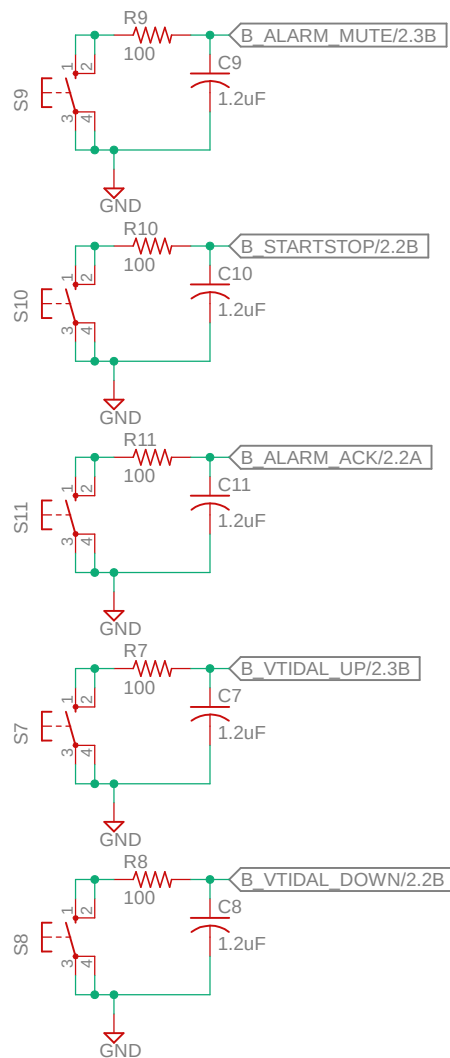 R9
100
B_ALARM_MUTE/2.3B
C9
1.2uF
S9
1
2
3
4
GND
R10
100
B_STARTSTOP/2.2B
C10
1.2uF
S10
1
2
3
4
GND
R11
100
B_ALARM_ACK/2.2A
C11
1.2uF
S11
1
2
3
4
GND
R7
100
B_VTIDAL_UP/2.3B
C7
1.2uF
S7
1
2
3
4
GND
R8
100
B_VTIDAL_DOWN/2.2B
C8
1.2uF
S8
1
2
3
4
GND